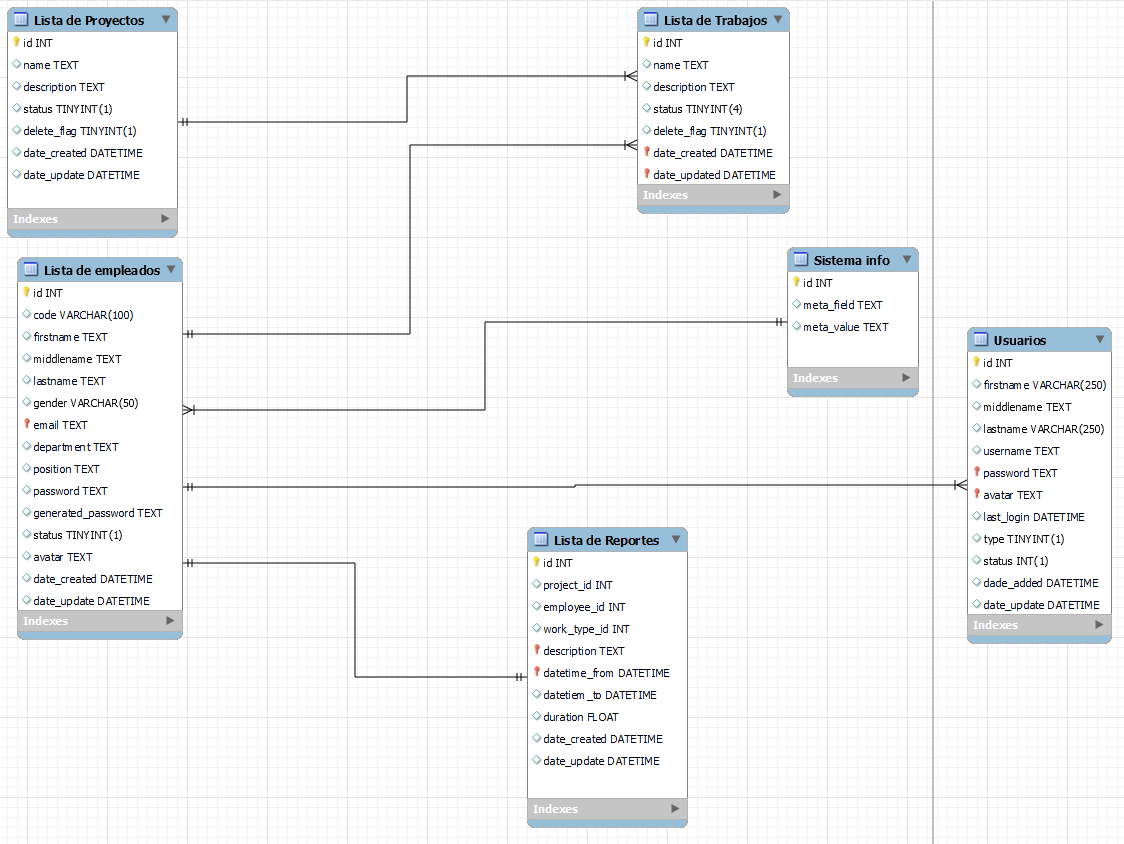 Lista de Proyectos
id INT
name TEXT
description TEXT
status TINYINT(1)
delete_flag TINYINT(1)
date_created DATETIME
date_update DATETIME
Indexes
Lista de Trabajos
id INT
name TEXT
description TEXT
status TINYINT(4)
delete_flag TINYINT(1)
date_created DATETIME
date_updated DATETIME
Indexes
Lista de empleados
id INT
code VARCHAR(100)
firstname TEXT
middlename TEXT
lastname TEXT
gender VARCHAR(50)
email TEXT
department TEXT
position TEXT
password TEXT
generated_password TEXT
status TINYINT(1)
avatar TEXT
date_created DATETIME
date_update DATETIME
Indexes
Sistema info
id INT
meta_field TEXT
meta_value TEXT
Indexes
Usuarios
id INT
firstname VARCHAR(250)
middlename TEXT
lastname VARCHAR(250)
username TEXT
password TEXT
avatar TEXT
last_login DATETIME
type TINYINT(1)
status INT(1)
dade_added DATETIME
date_update DATETIME
Indexes
Lista de Reportes
id INT
project_id INT
employee_id INT
work_type_id INT
description TEXT
datetime_from DATETIME
datetiem_to DATETIME
duration FLOAT
date_created DATETIME
date_update DATETIME
Indexes